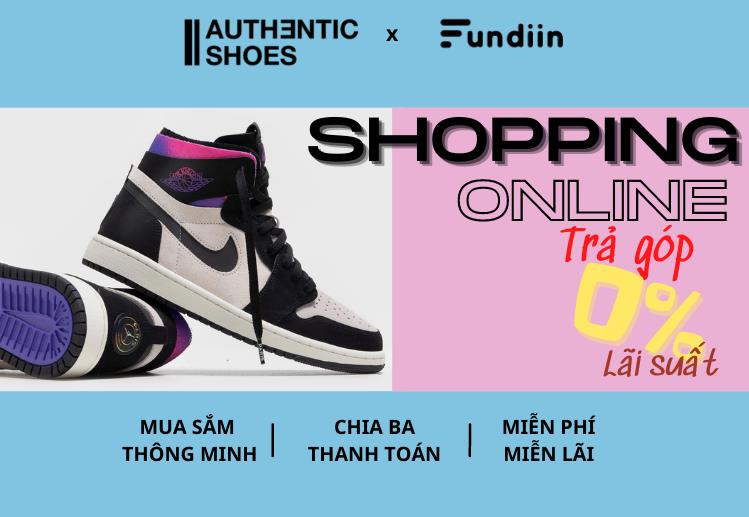 AUTHENTIC
SHOES
x
Fundiin
SHOPPING
ONLINE
Trả góp
0%
Lãi suất
MUA SẮM
THÔNG MINH
CHIA BA
THANH TOÁN
MIỄN PHÍ
MIỄN LÃI